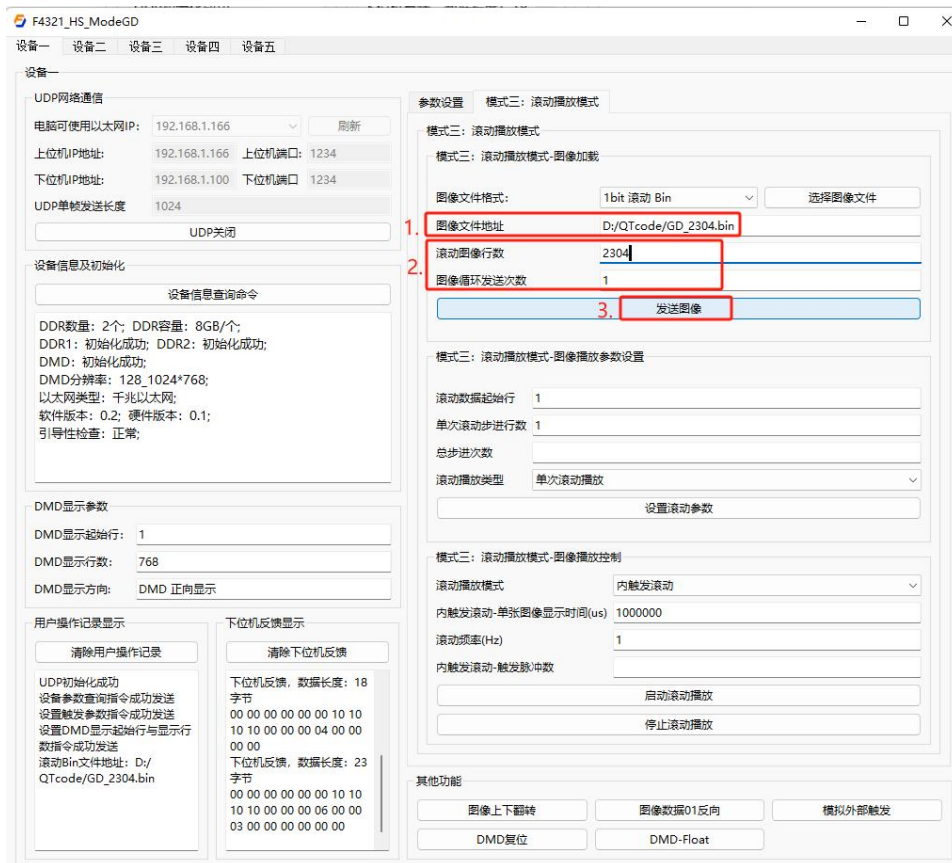 F4321_HS_ModeGD
设备一 设备二 设备三 设备四 设备五
设备一
UDP网络通信
电脑可使用以太网IP: 192.168.1.166 刷新
上位机IP地址: 192.168.1.166 上位机端口: 1234
下位机IP地址: 192.168.1.100 下位机端口 1234
UDP单帧发送长度 1024
UDP关闭
设备信息及初始化
设备信息查询命令
DDR数量: 2个; DDR容量: 8GB/个;
DDR1: 初始化成功; DDR2: 初始化成功;
DMD: 初始化成功;
DMD分辨率: 128_1024*768;
以太网类型: 千兆以太网;
软件版本: 0.2; 硬件版本: 0.1;
引导性检查: 正常;
DMD显示参数
DMD显示起始行: 1
DMD显示行数: 768
DMD显示方向: DMD 正向显示
用户操作记录显示
清除用户操作记录
UDP初始化成功
设备参数查询指令成功发送
设置触发参数指令成功发送
设置DMD显示起始行与显示行
数指令成功发送
滚动Bin文件地址: D:/
QTcode/GD_2304.bin
下位机反馈显示
清除下位机反馈
下位机反馈, 数据长度: 18
字节
00 00 00 00 00 00 10 10
10 10 00 00 00 04 00 00
00 00
下位机反馈, 数据长度: 23
字节
00 00 00 00 00 00 10 10
10 10 00 00 00 06 00 00
03 00 00 00 00 00 00
参数设置 模式三: 滚动播放模式
模式三: 滚动播放模式
模式三: 滚动播放模式-图像加载
图像文件格式: 1bit 滚动 Bin 选择图像文件
1. 图像文件地址 D:/QTcode/GD_2304.bin
2. 滚动图像行数 2304
图像循环发送次数 1
3. 发送图像
模式三: 滚动播放模式-图像播放参数设置
滚动数据起始行 1
单次滚动步进行数 1
总步进次数
滚动播放类型 单次滚动播放
设置滚动参数
模式三: 滚动播放模式-图像播放控制
滚动播放模式 内触发滚动
内触发滚动-单张图像显示时间(us) 1000000
滚动频率(Hz) 1
内触发滚动-触发脉冲数
启动滚动播放
停止滚动播放
其他功能
图像上下翻转 图像数据01反向 模拟外部触发
DMD复位 DMD-Float